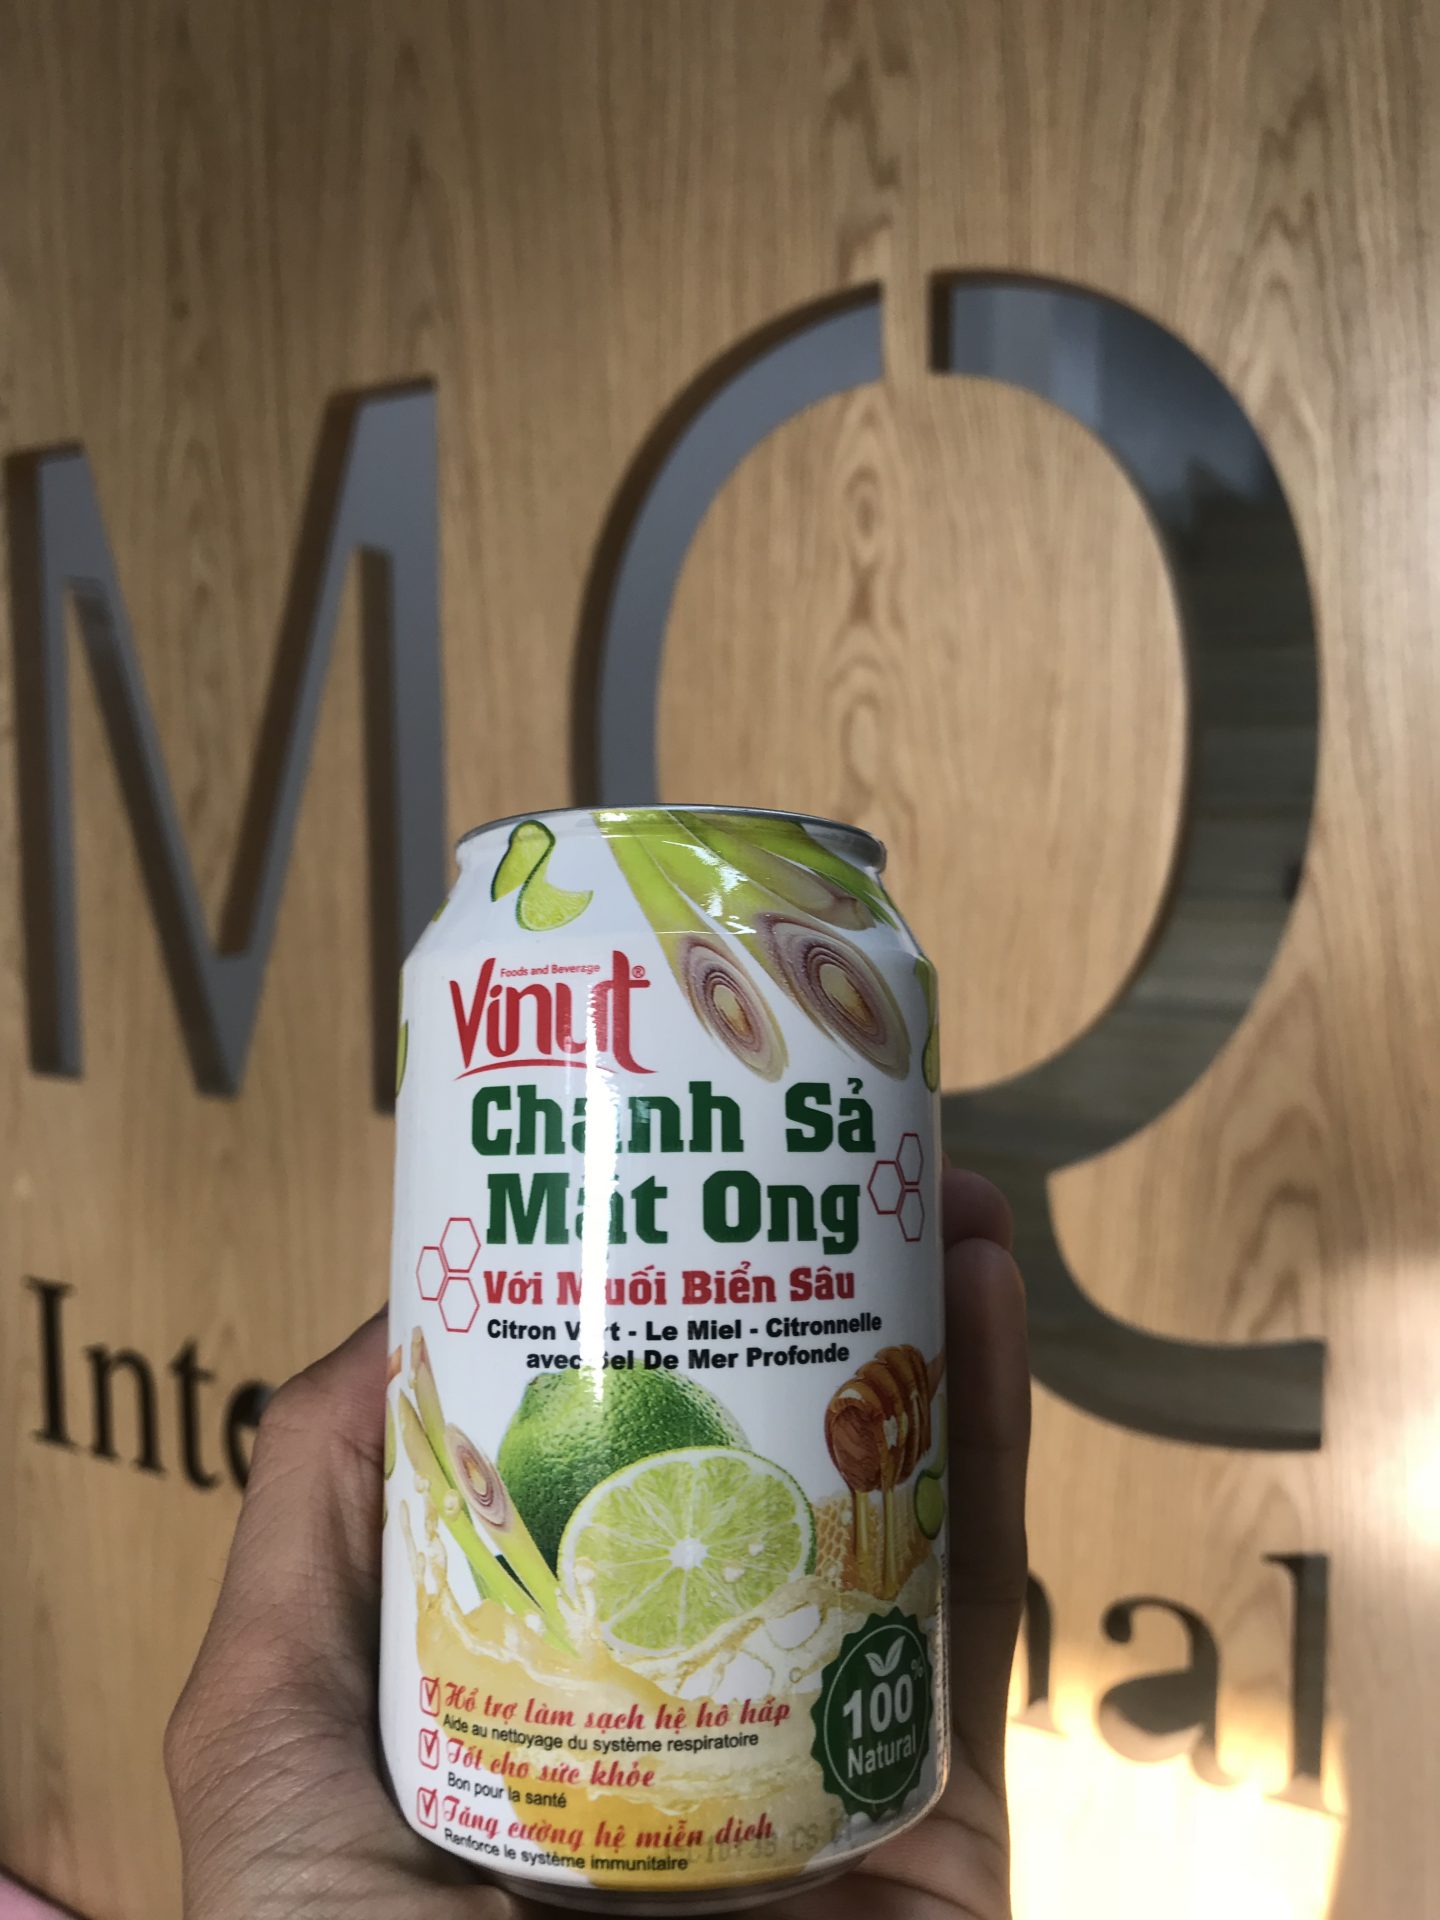 MQ
Inte nal
Foods and Beverage
Vinut®
Chanh Sả
Mật Ong
Với Muối Biển Sâu
Citron Vert - Le Miel - Citronnelle
avec Sel De Mer Profonde
Hỗ trợ làm sạch hệ hô hấp
Aide au nettoyage du système respiratoire
Tốt cho sức khỏe
Bon pour la santé
Tăng cường hệ miễn dịch
Renforce le système immunitaire
100%
Natural